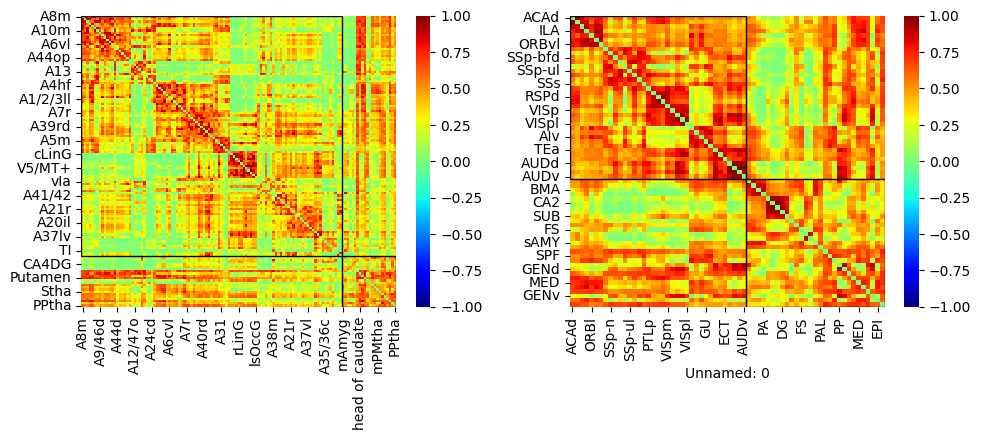 A8m
A10m
A6vl
A44op
A13
A4hf
A1/2/3ll
A7r
A39rd
A5m
cLinG
V5/MT+
vIa
A41/42
A21r
A20il
A37lv
TI
CA4DG
Putamen
Stha
PPtha
A8m
A9/46d
A44d
A12/47o
A24cd
A6cvl
A7r
A40rd
A31
rLinG
lsOccG
A38m
A21r
A37vl
A35/36c
mAmyg
head of caudate
mPMtha
PPtha
1.00
0.75
0.50
0.25
0.00
−0.25
−0.50
−0.75
−1.00
ACAd
ILA
ORBvl
SSp-bfd
SSp-ul
SSs
RSPd
VISp
VISpl
AIv
TEa
AUDd
AUDv
BMA
CA2
SUB
FS
sAMY
SPF
GENd
MED
GENv
ACAd
ORBl
SSp-n
SSp-ul
PTLp
VISpm
VISpl
GU
ECT
AUDv
PA
DG
FS
PAL
PP
MED
EPI
Unnamed: 0
1.00
0.75
0.50
0.25
0.00
−0.25
−0.50
−0.75
−1.00